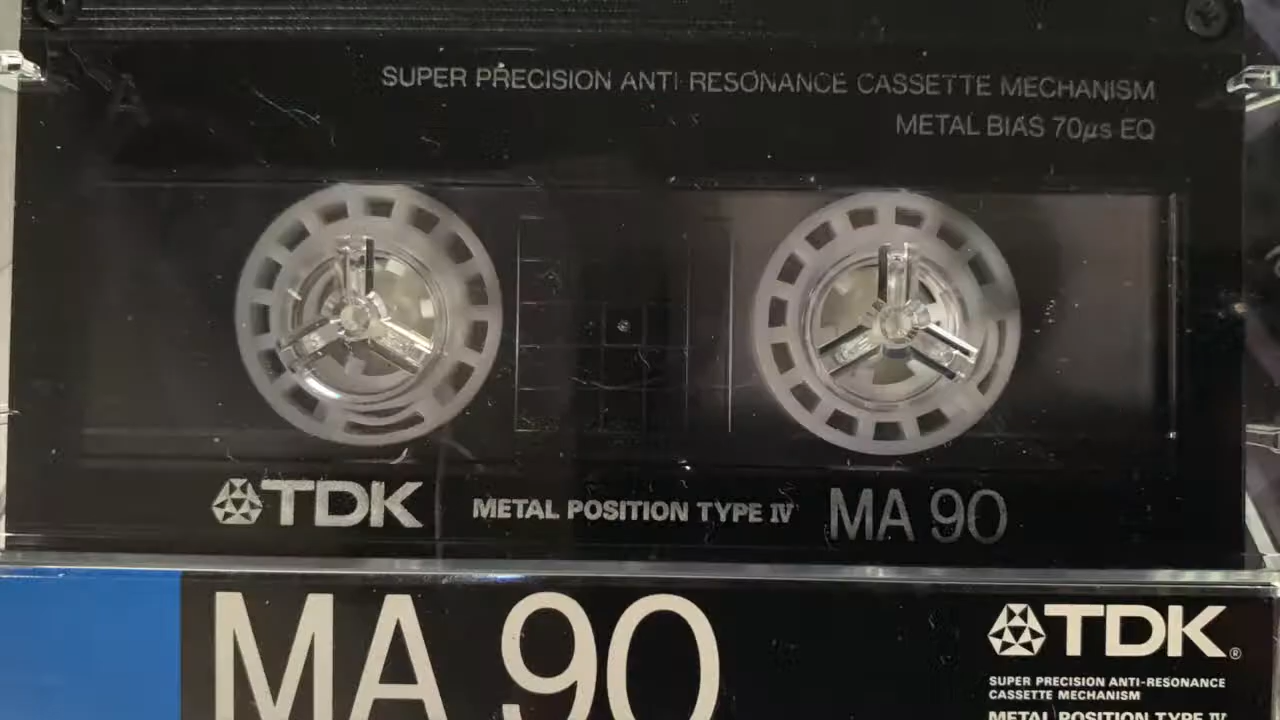 SUPER PRECISION ANTI-RESONANCE CASSETTE MECHANISM
A
METAL BIAS 70µs EQ
TDK METAL POSITION TYPE IV MA 90
MA 90
TDK®
SUPER PRECISION ANTI-RESONANCE
CASSETTE MECHANISM
METAL POSITION TYPE IV